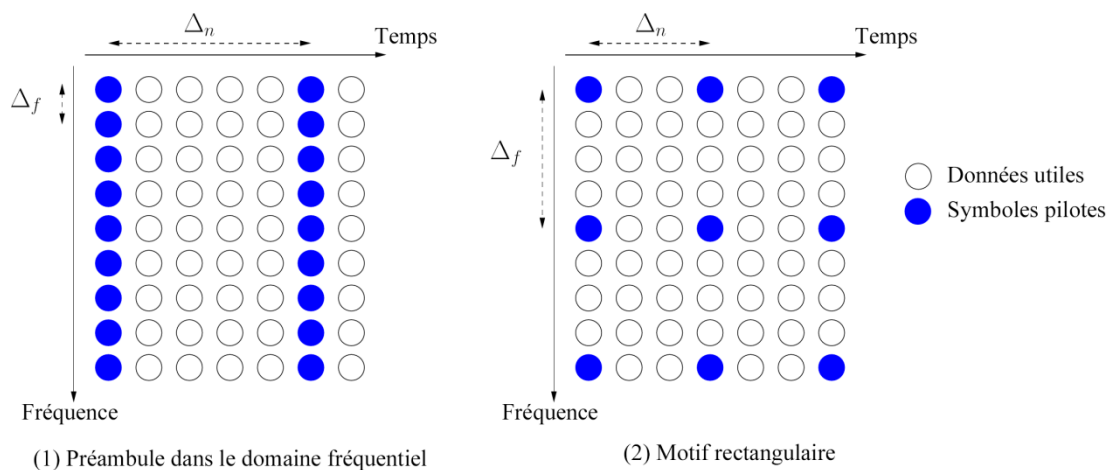 Δn
Temps
Δf
Fréquence
(1) Préambule dans le domaine fréquentiel
Δn
Temps
Δf
Fréquence
(2) Motif rectangulaire
Données utiles
Symboles pilotes